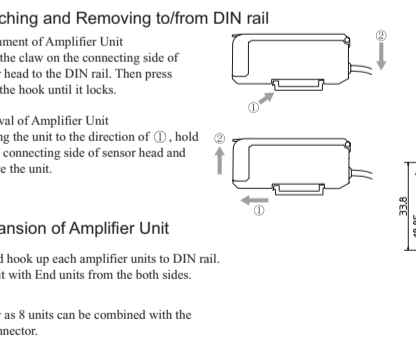 ching and Removing to/from DIN rail
ment of Amplifier Unit
the claw on the connecting side of
r head to the DIN rail. Then press
the hook until it locks.
②
①
val of Amplifier Unit
ng the unit to the direction of ①, hold
connecting side of sensor head and
e the unit.
②
①
33.8
ansion of Amplifier Unit
d hook up each amplifier units to DIN rail.
it with End units from the both sides.
as 8 units can be combined with the
nnector.